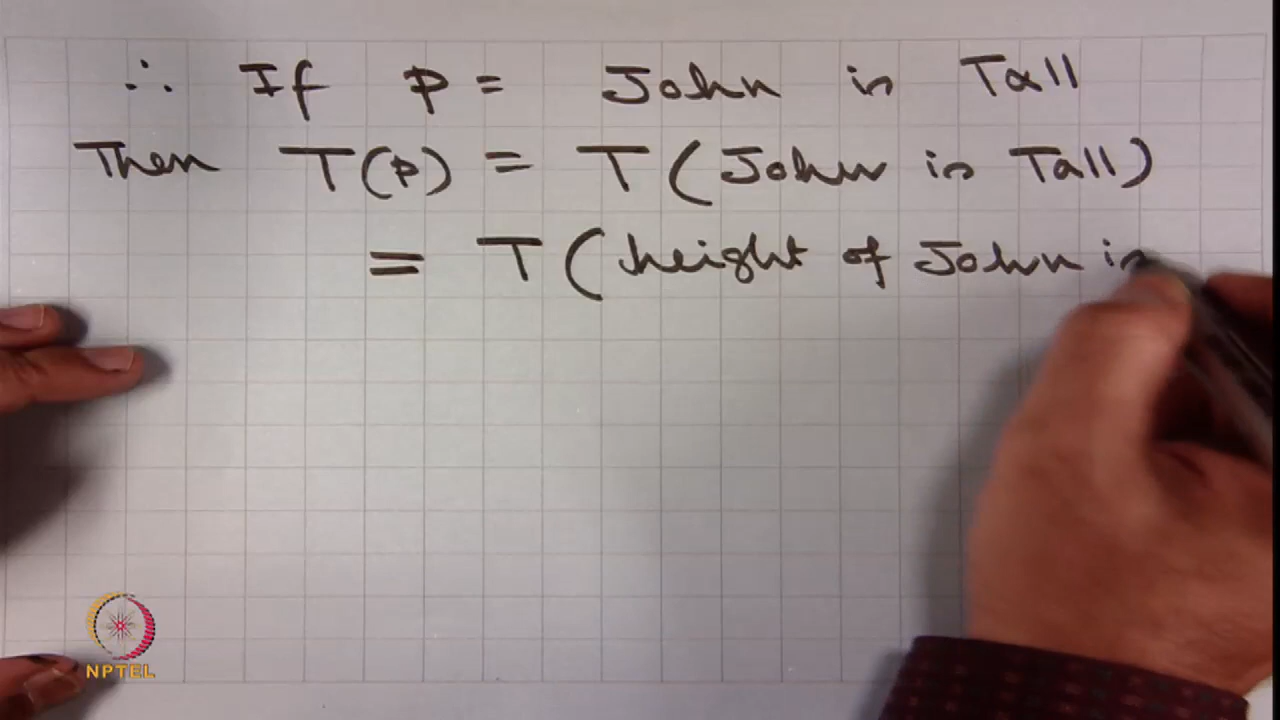 ∴ If p = John is Tall
Then T(p) = T(John is Tall)
= T(height of John is
NPTEL